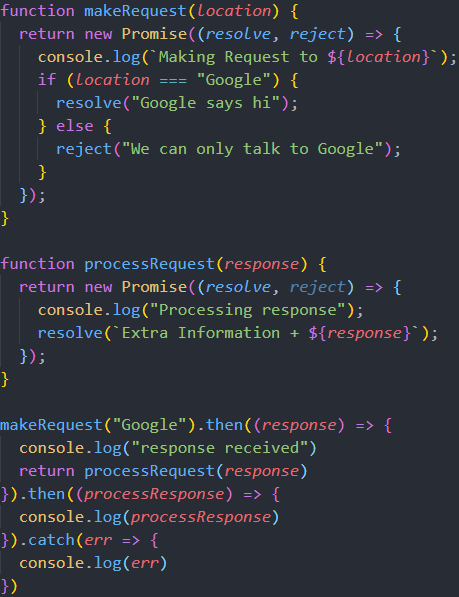 function makeRequest(location) {
  return new Promise((resolve, reject) => {
    console.log(`Making Request to ${location}`);
    if (location === "Google") {
      resolve("Google says hi");
    } else {
      reject("We can only talk to Google");
    }
  });
}

function processRequest(response) {
  return new Promise((resolve, reject) => {
    console.log("Processing response");
    resolve(`Extra Information + ${response}`);
  });
}

makeRequest("Google").then((response) => {
  console.log("response received")
  return processRequest(response)
}).then((processResponse) => {
  console.log(processResponse)
}).catch(err => {
  console.log(err)
})